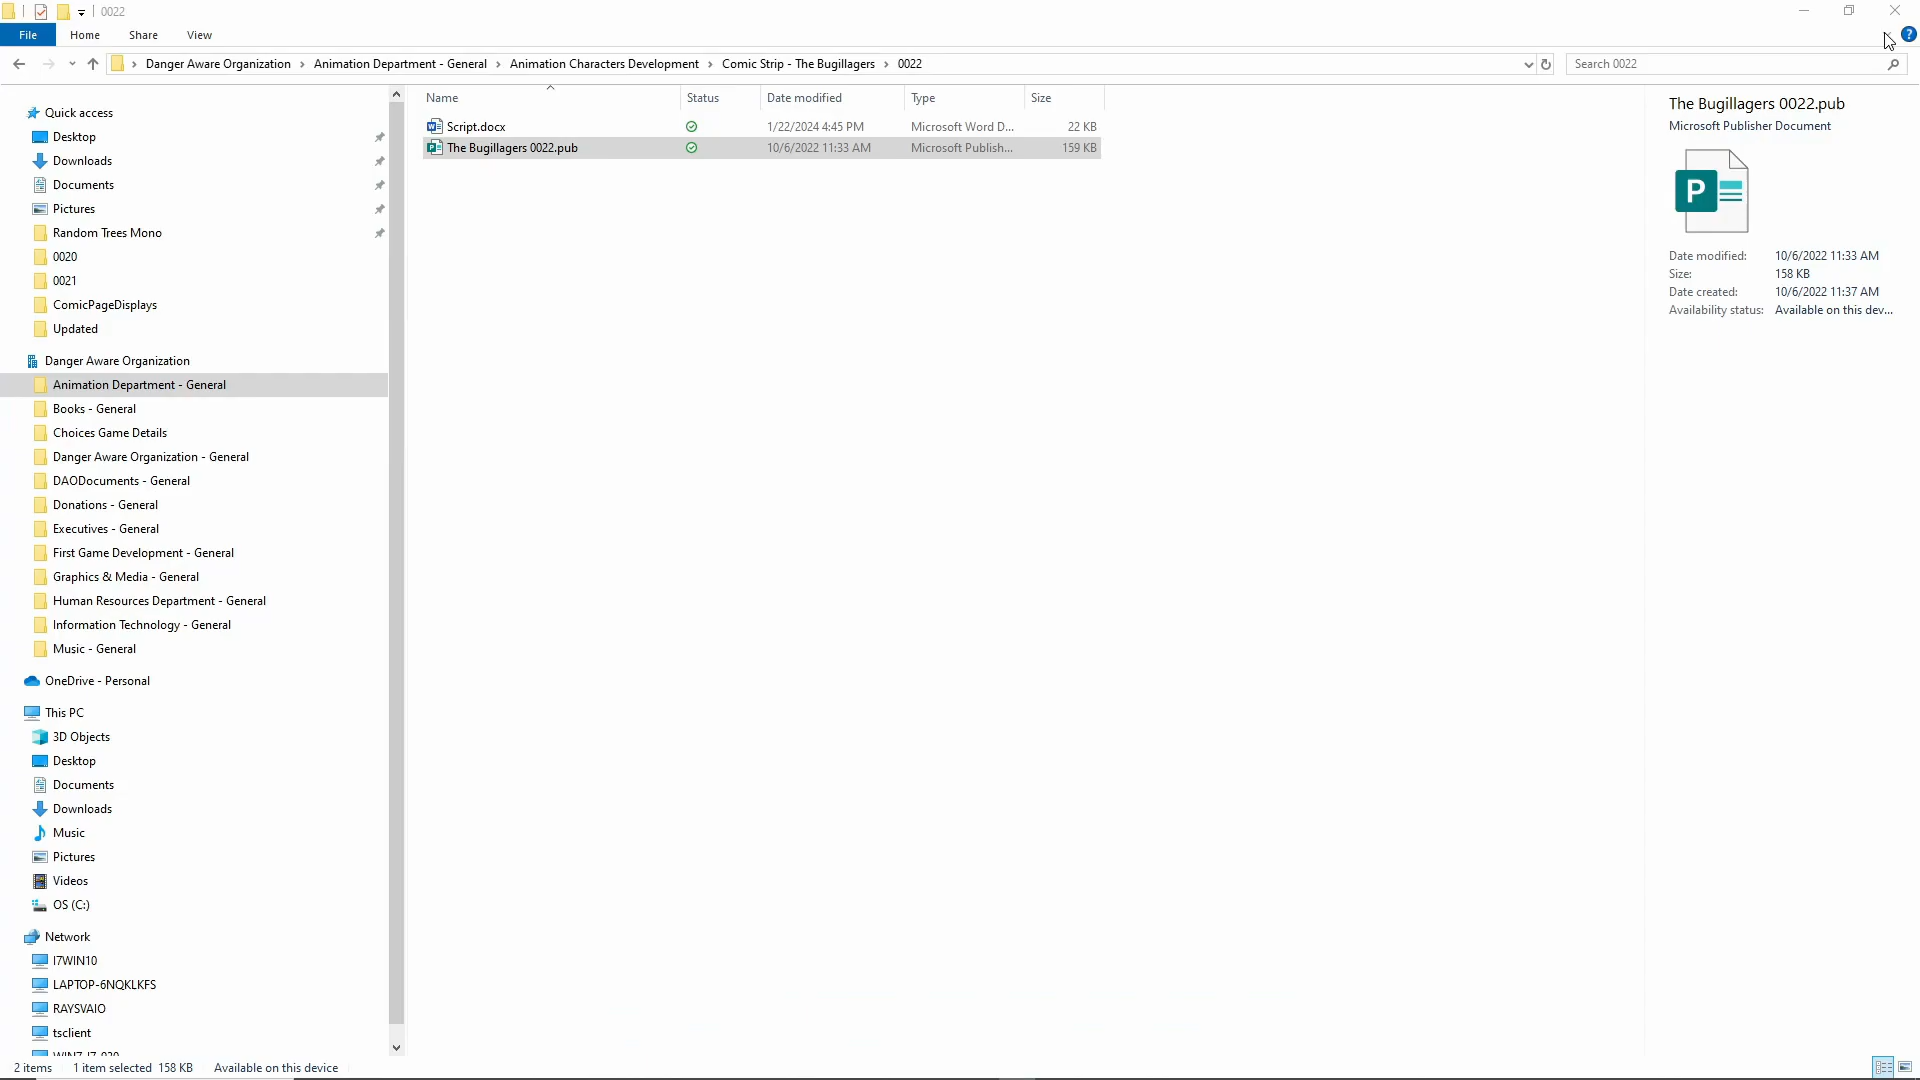 0022
File Home Share View
Danger Aware Organization Animation Department - General Animation Characters Development Comic Strip - The Bugillagers 0022 Search 0022
Name Status Date modified Type Size
Script.docx 1/22/2024 4:45 PM Microsoft Word D... 22 KB
The Bugillagers 0022.pub 10/6/2022 11:33 AM Microsoft Publish... 159 KB
The Bugillagers 0022.pub
Microsoft Publisher Document
P
Date modified: 10/6/2022 11:33 AM
Size: 158 KB
Date created: 10/6/2022 11:37 AM
Availability status: Available on this dev...
Quick access
Desktop
Downloads
Documents
Pictures
Random Trees Mono
0020
0021
ComicPageDisplays
Updated
Danger Aware Organization
Animation Department - General
Books - General
Choices Game Details
Danger Aware Organization - General
DAODocuments - General
Donations - General
Executives - General
First Game Development - General
Graphics & Media - General
Human Resources Department - General
Information Technology - General
Music - General
OneDrive - Personal
This PC
3D Objects
Desktop
Documents
Downloads
Music
Pictures
Videos
OS (C:)
Network
I7WIN10
LAPTOP-6NQKLKFS
RAYSVAIO
tsclient
2 items 1 item selected 158 KB Available on this device